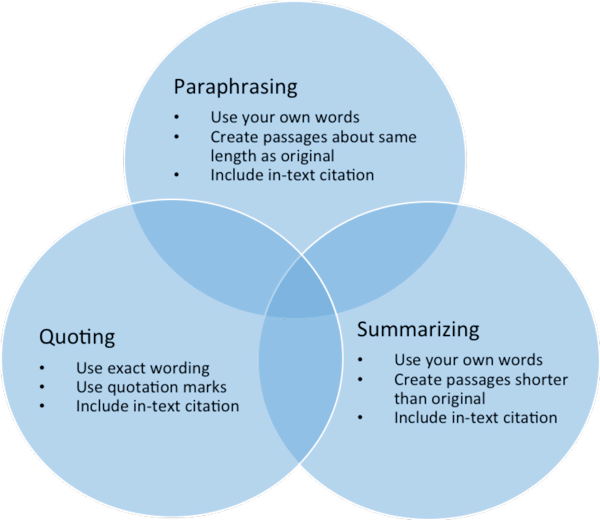 Paraphrasing
• Use your own words
• Create passages about same
length as original
• Include in-text citation
Quoting
• Use exact wording
• Use quotation marks
• Include in-text citation
Summarizing
• Use your own words
• Create passages shorter
than original
• Include in-text citation